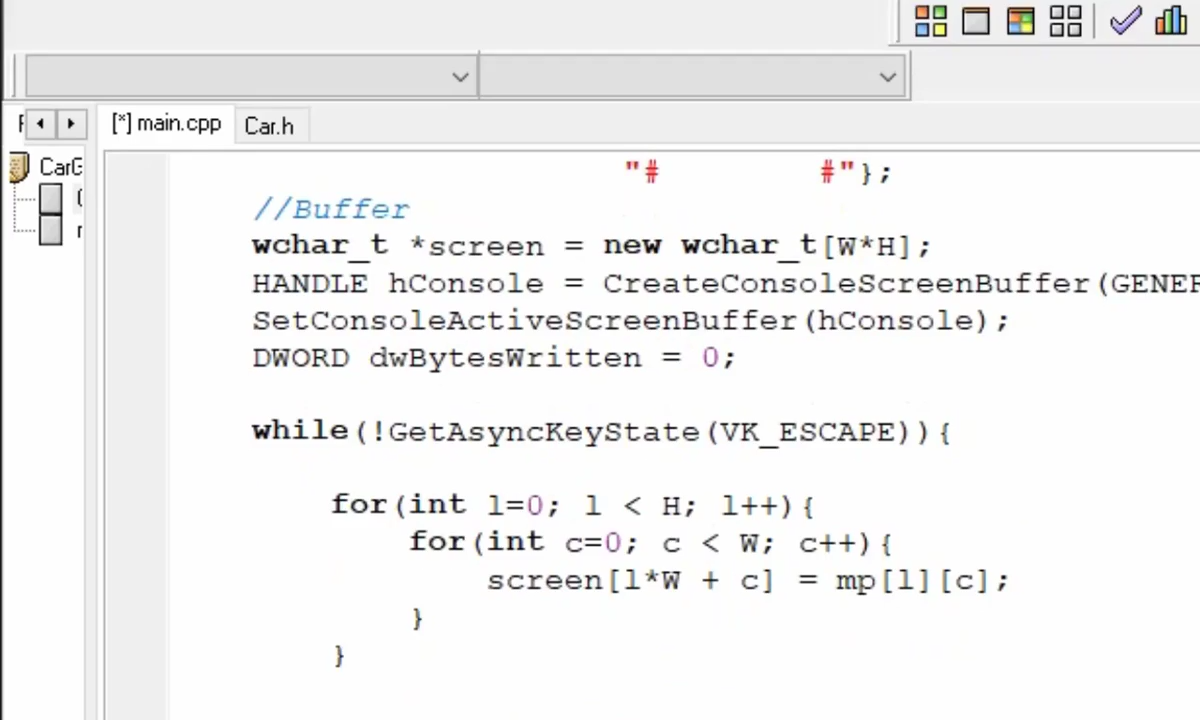 [*] main.cpp Car.h
CarG
"#        #"};
//Buffer
wchar_t *screen = new wchar_t[W*H];
HANDLE hConsole = CreateConsoleScreenBuffer(GENER
SetConsoleActiveScreenBuffer(hConsole);
DWORD dwBytesWritten = 0;
while(!GetAsyncKeyState(VK_ESCAPE)){
for(int l=0; l < H; l++){
for(int c=0; c < W; c++){
screen[l*W + c] = mp[l][c];
}
}